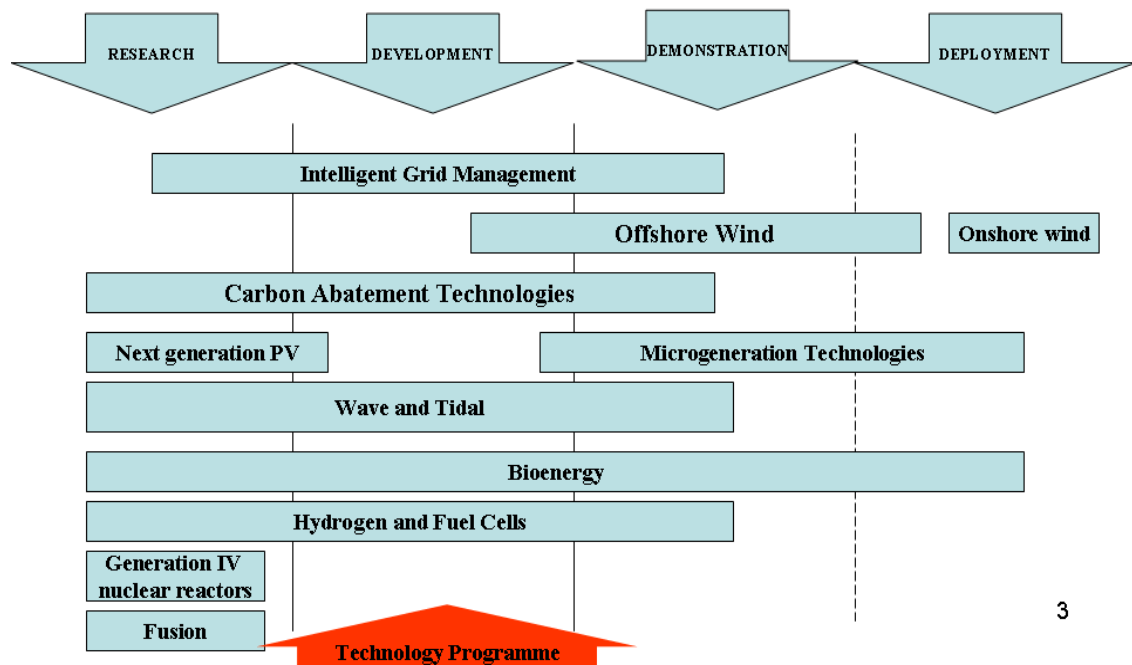 RESEARCH
DEVELOPMENT
DEMONSTRATION
DEPLOYMENT
Intelligent Grid Management
Offshore Wind
Onshore wind
Carbon Abatement Technologies
Next generation PV
Microgeneration Technologies
Wave and Tidal
Bioenergy
Hydrogen and Fuel Cells
Generation IV
nuclear reactors
Fusion
3
Technology Programme